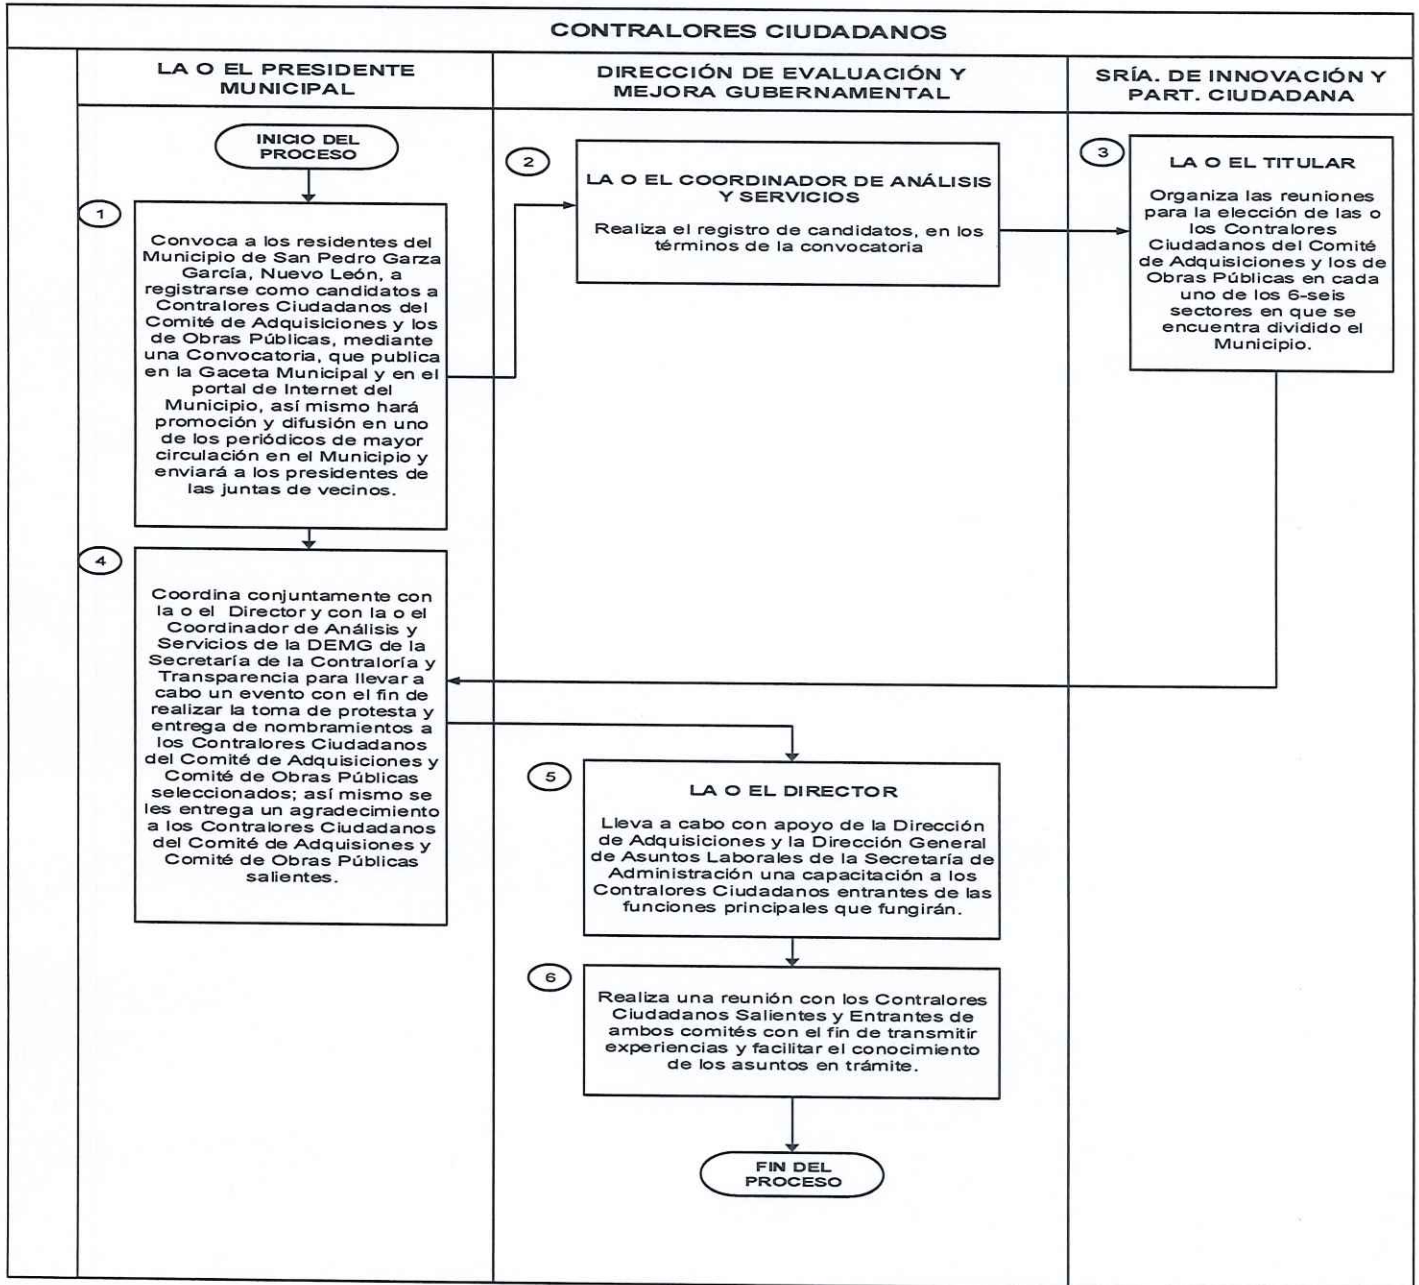 CONTRALORES CIUDADANOS
LA O EL PRESIDENTE
MUNICIPAL
DIRECCIÓN DE EVALUACIÓN Y
MEJORA GUBERNAMENTAL
SRÍA. DE INNOVACIÓN Y
PART. CIUDADANA
INICIO DEL
PROCESO
1
Convoca a los residentes del
Municipio de San Pedro Garza
García, Nuevo León, a
registrarse como candidatos a
Contralores Ciudadanos del
Comité de Adquisiciones y los
de Obras Públicas, mediante
una Convocatoria, que publica
en la Gaceta Municipal y en el
portal de Internet del
Municipio, así mismo hará
promoción y difusión en uno
de los periódicos de mayor
circulación en el Municipio y
enviará a los presidentes de
las juntas de vecinos.
2
LA O EL COORDINADOR DE ANÁLISIS
Y SERVICIOS
Realiza el registro de candidatos, en los
términos de la convocatoria
3
LA O EL TITULAR
Organiza las reuniones
para la elección de las o
los Contralores
Ciudadanos del Comité
de Adquisiciones y los de
Obras Públicas en cada
uno de los 6-seis
sectores en que se
encuentra dividido el
Municipio.
4
Coordina conjuntamente con
la o el Director y con la o el
Coordinador de Análisis y
Servicios de la DEMG de la
Secretaría de la Contraloría y
Transparencia para llevar a
cabo un evento con el fin de
realizar la toma de protesta y
entrega de nombramientos a
los Contralores Ciudadanos
del Comité de Adquisiciones y
Comité de Obras Públicas
seleccionados; así mismo se
les entrega un agradecimiento
a los Contralores Ciudadanos
del Comité de Adquisiones y
Comité de Obras Públicas
salientes.
5
LA O EL DIRECTOR
Lleva a cabo con apoyo de la Dirección
de Adquisiciones y la Dirección General
de Asuntos Laborales de la Secretaría de
Administración una capacitación a los
Contralores Ciudadanos entrantes de las
funciones principales que fungirán.
6
Realiza una reunión con los Contralores
Ciudadanos Salientes y Entrantes de
ambos comités con el fin de transmitir
experiencias y facilitar el conocimiento
de los asuntos en trámite.
FIN DEL
PROCESO